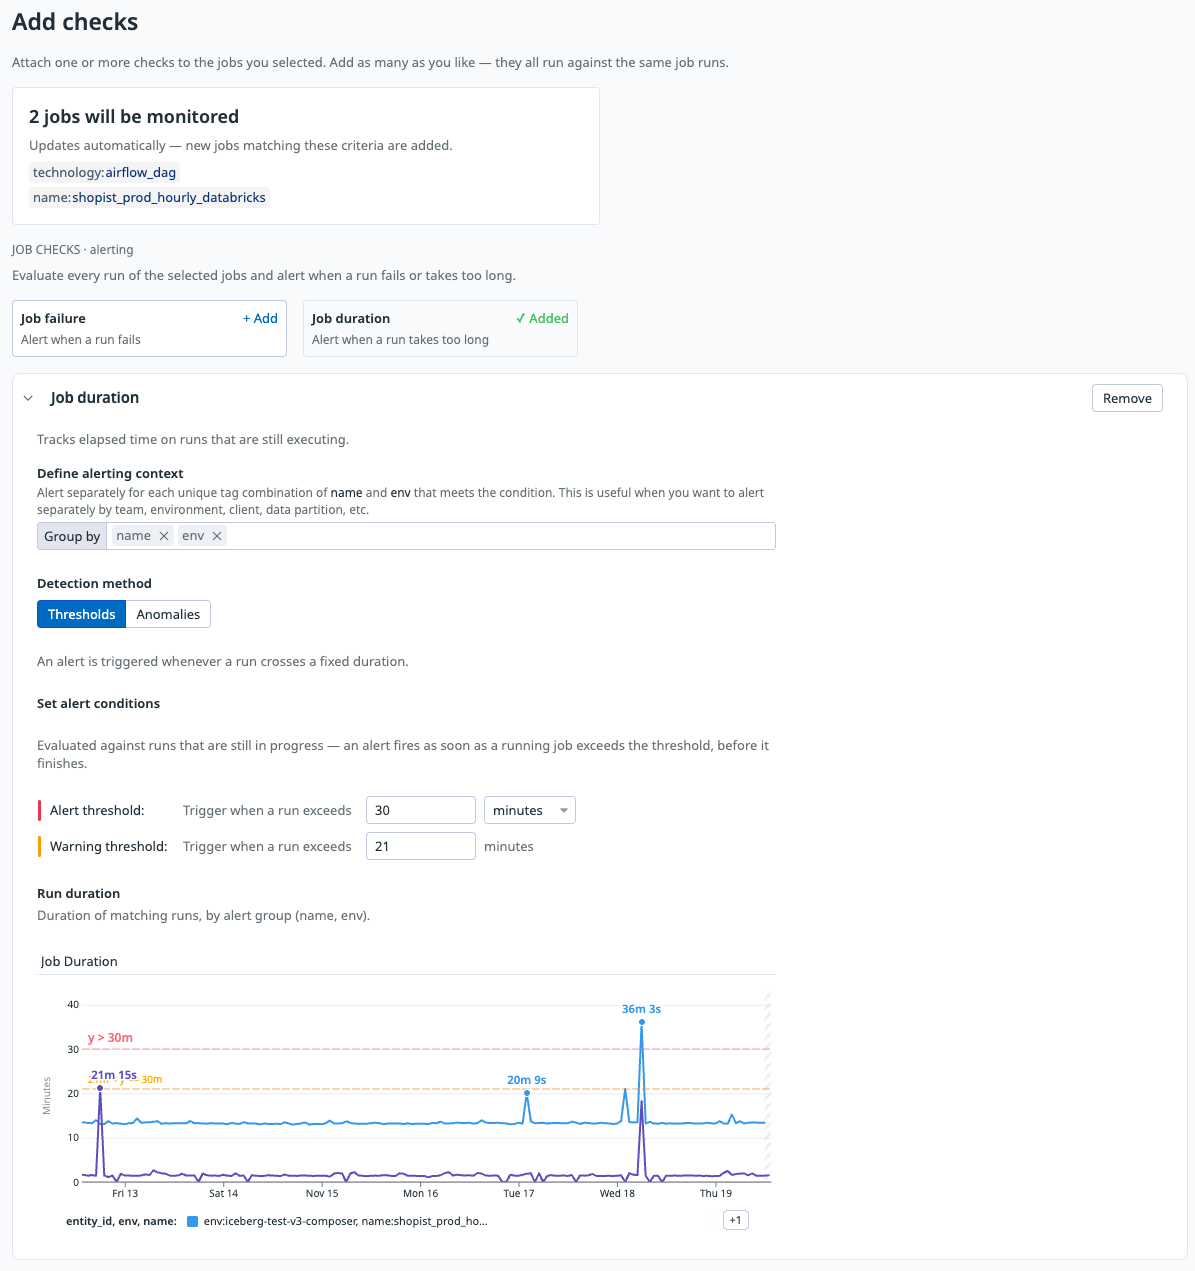 Add checks
Attach one or more checks to the jobs you selected. Add as many as you like — they all run against the same job runs.
2 jobs will be monitored
Updates automatically — new jobs matching these criteria are added.
technology:airflow_dag
name:shopist_prod_hourly_databricks
JOB CHECKS · alerting
Evaluate every run of the selected jobs and alert when a run fails or takes too long.
Job failure + Add
Alert when a run fails
Job duration ✓ Added
Alert when a run takes too long
Job duration Remove
Tracks elapsed time on runs that are still executing.
Define alerting context
Alert separately for each unique tag combination of name and env that meets the condition. This is useful when you want to alert
separately by team, environment, client, data partition, etc.
Group by name × env ×
Detection method
Thresholds Anomalies
An alert is triggered whenever a run crosses a fixed duration.
Set alert conditions
Evaluated against runs that are still in progress — an alert fires as soon as a running job exceeds the threshold, before it
finishes.
Alert threshold: Trigger when a run exceeds 30 minutes
Warning threshold: Trigger when a run exceeds 21 minutes
Run duration
Duration of matching runs, by alert group (name, env).
Job Duration
Minutes
40
30
20
10
0
36m 3s
y > 30m
21m 15s
30m
20m 9s
Fri 13 Sat 14 Nov 15 Mon 16 Tue 17 Wed 18 Thu 19
entity_id, env, name: env:iceberg-test-v3-composer, name:shopist_prod_ho... +1